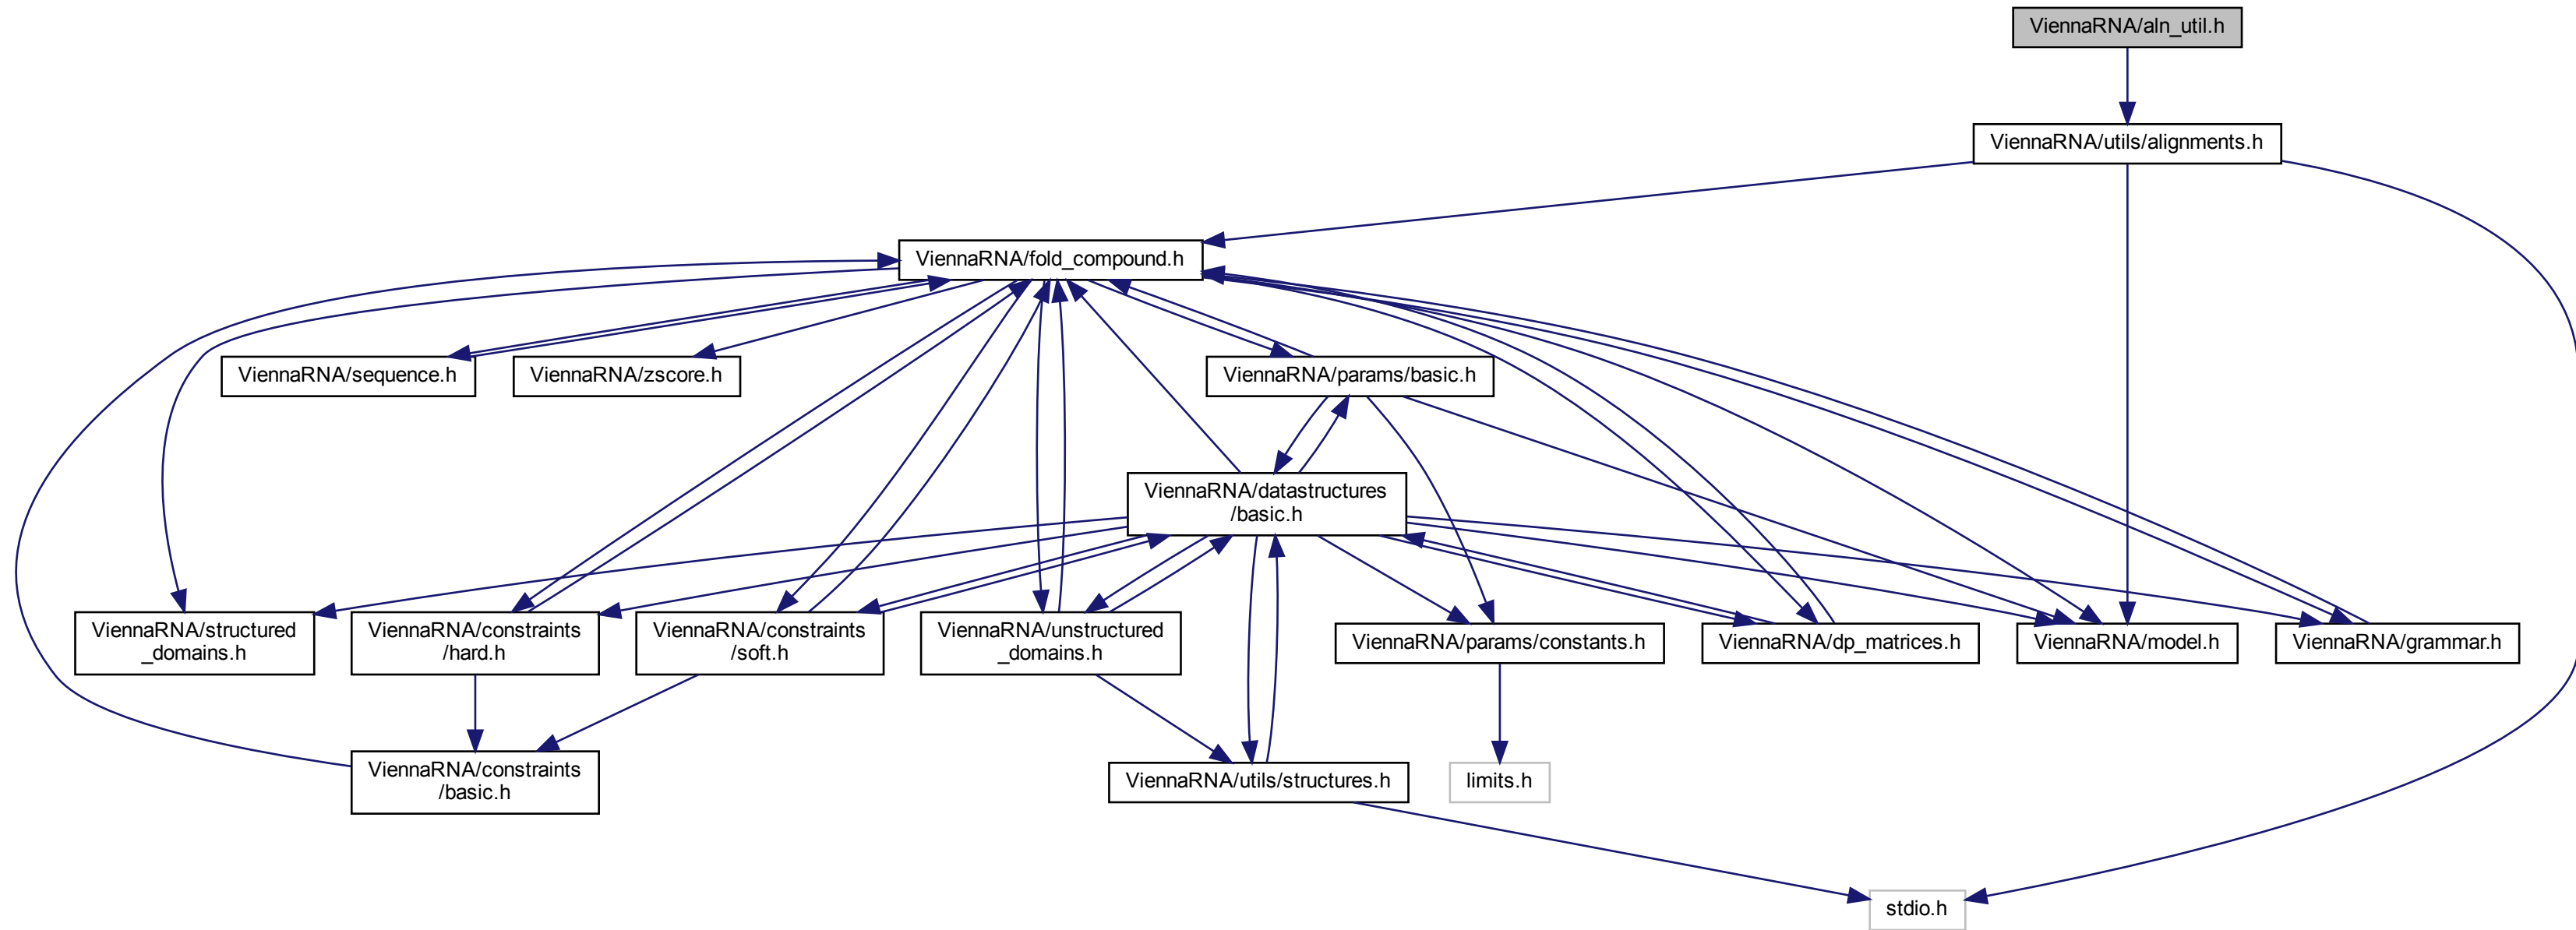 ViennaRNA/aln_util.h
ViennaRNA/utils/alignments.h
ViennaRNA/fold_compound.h
ViennaRNA/sequence.h
ViennaRNA/zscore.h
ViennaRNA/params/basic.h
ViennaRNA/datastructures
/basic.h
ViennaRNA/structured
_domains.h
ViennaRNA/constraints
/hard.h
ViennaRNA/constraints
/soft.h
ViennaRNA/unstructured
_domains.h
ViennaRNA/params/constants.h
ViennaRNA/dp_matrices.h
ViennaRNA/model.h
ViennaRNA/grammar.h
ViennaRNA/constraints
/basic.h
ViennaRNA/utils/structures.h
limits.h
stdio.h